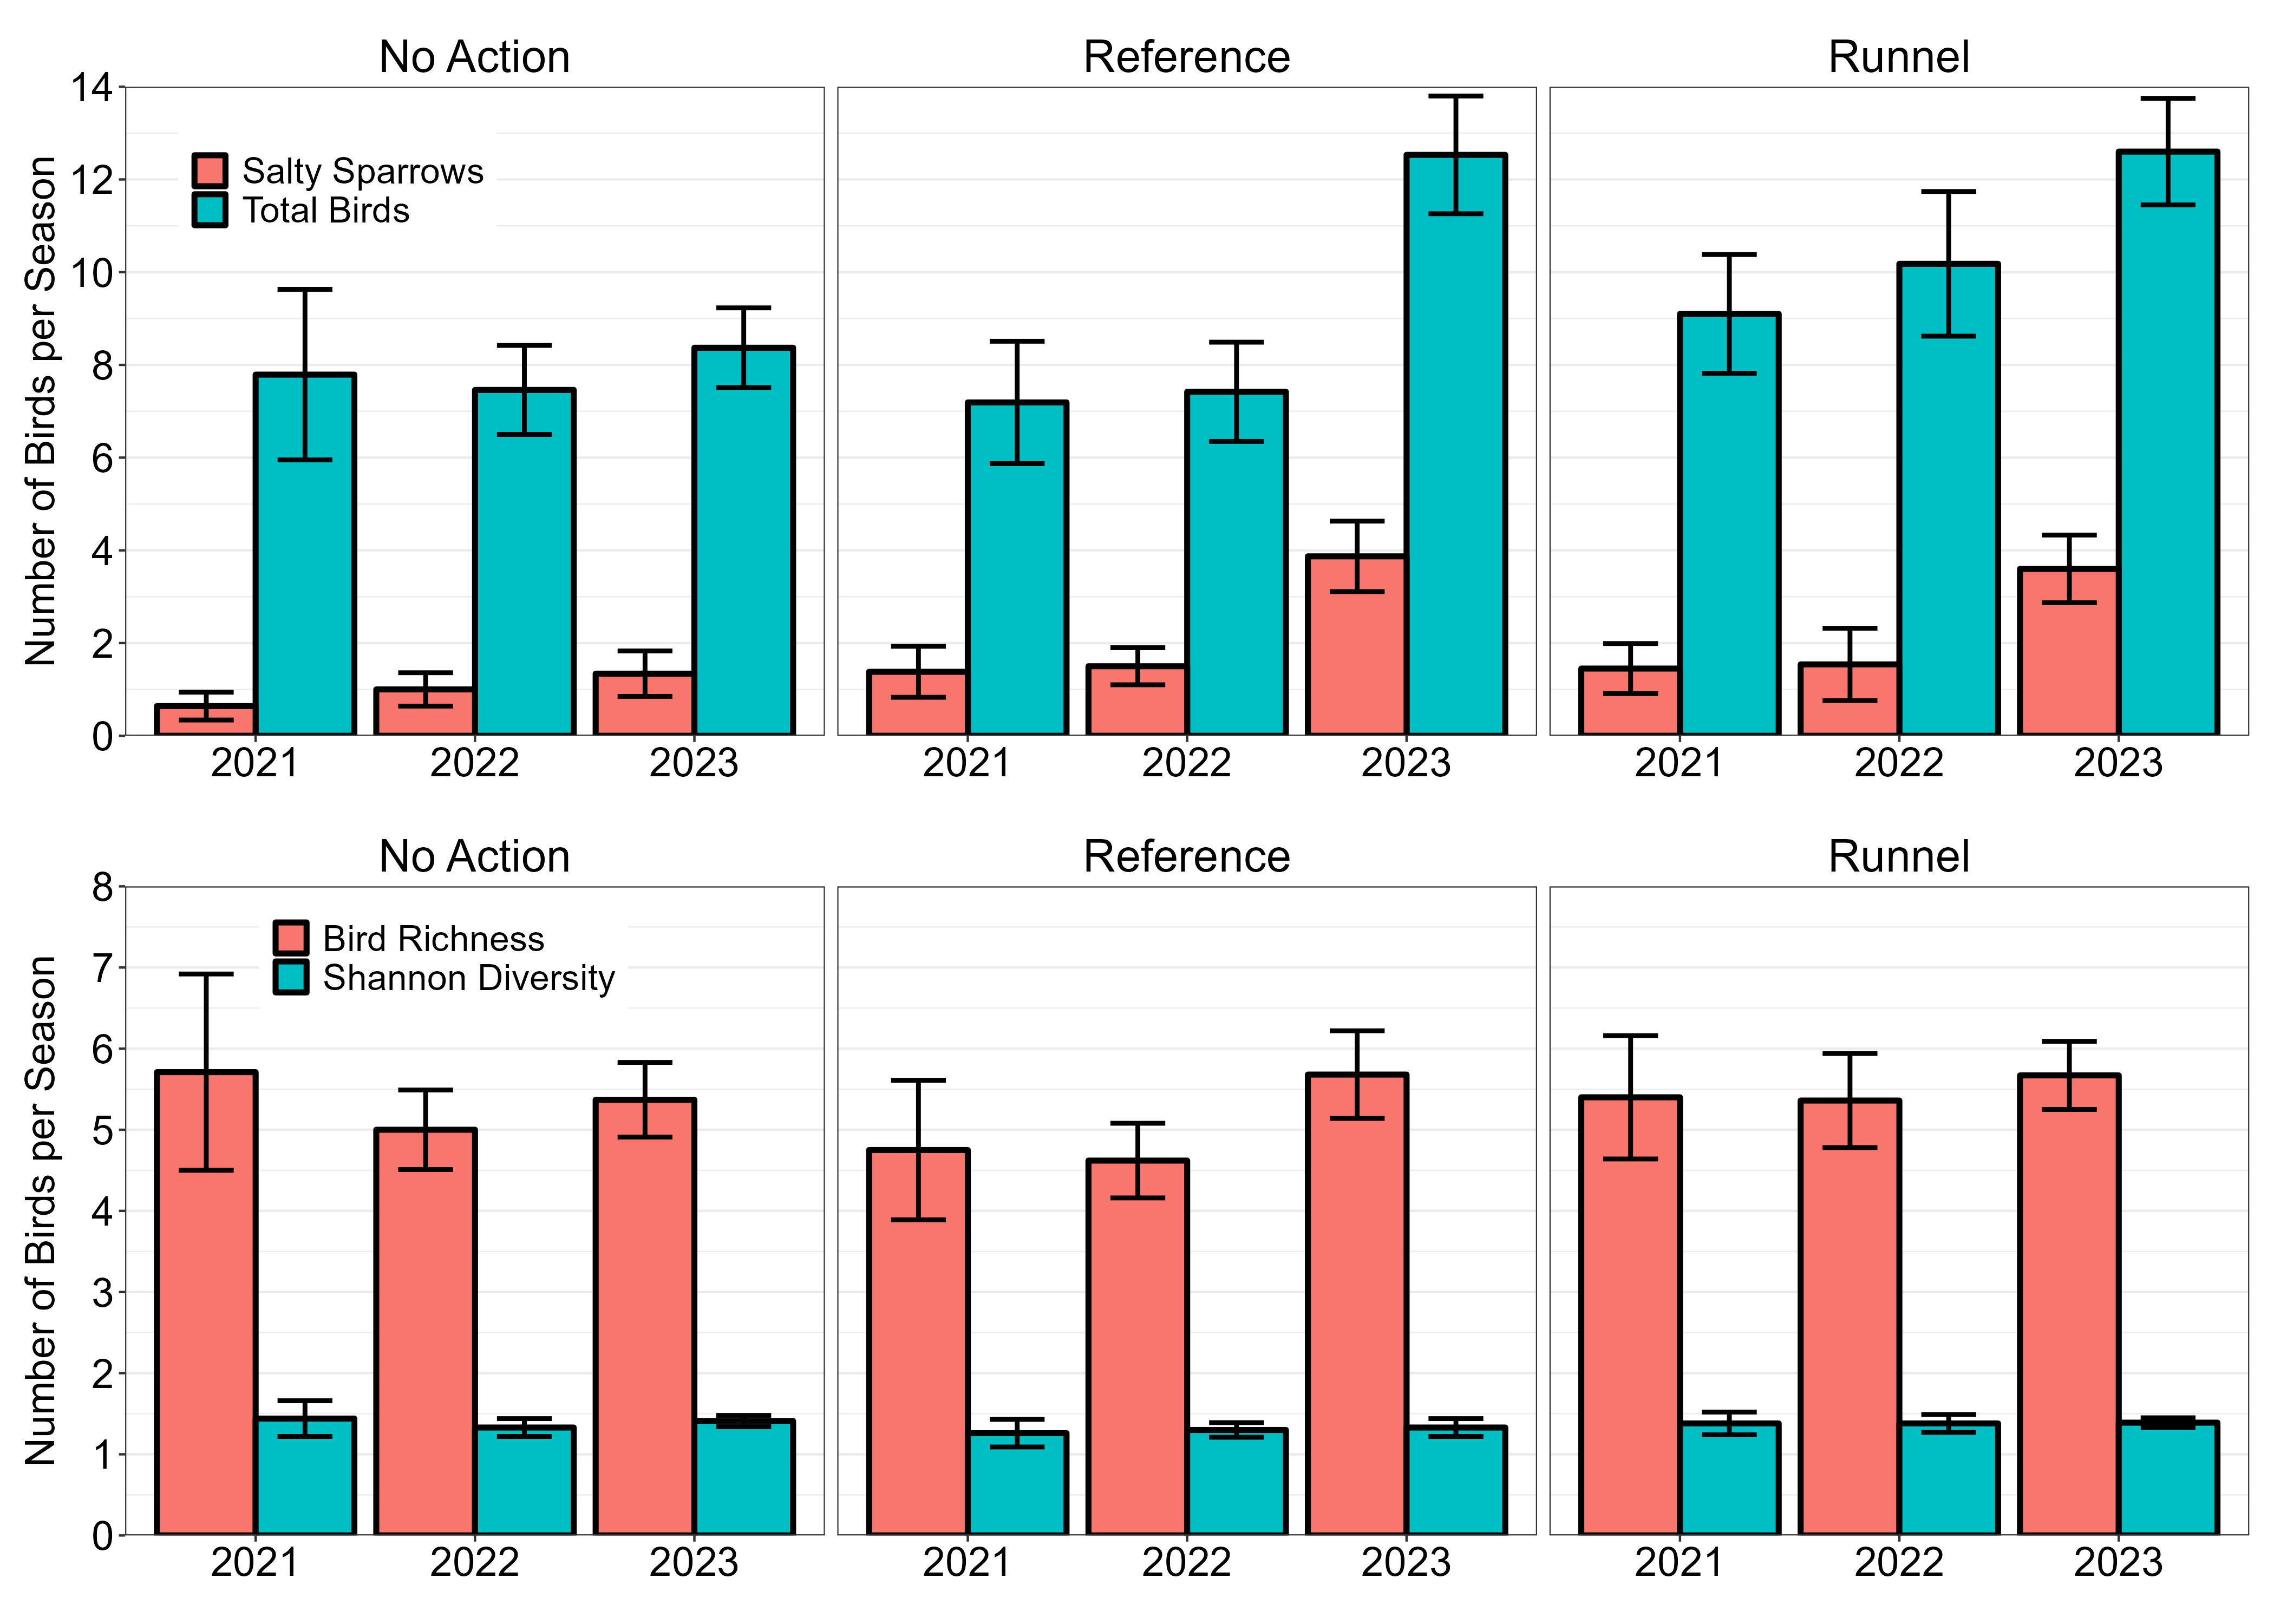 No Action Reference Runnel
Number of Birds per Season
14
12
10
8
6
4
2
0
Salty Sparrows
Total Birds
2021 2022 2023 2021 2022 2023 2021 2022 2023
No Action Reference Runnel
Number of Birds per Season
8
7
6
5
4
3
2
1
0
Bird Richness
Shannon Diversity
2021 2022 2023 2021 2022 2023 2021 2022 2023